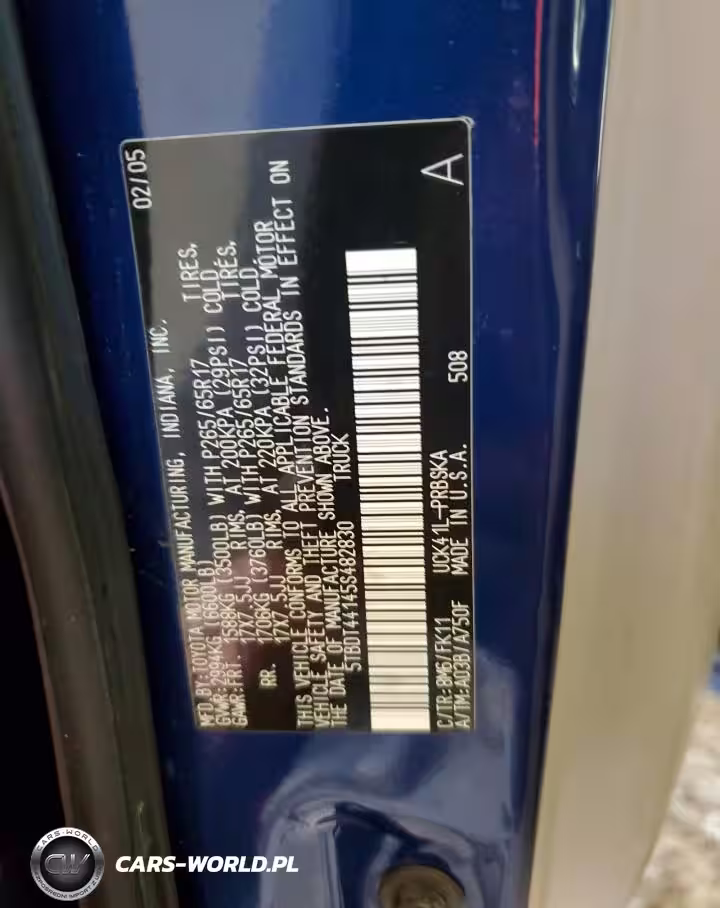 MFD.BY:TOYOTA MOTOR MANUFACTURING, INDIANA, INC. 02/05
GVWR:2994KG (6600LB)
GAWR:FRT. 1588KG (3500LB) WITH P265/65R17 TIRES,
17X7.5JJ RIMS, AT 200KPA (29PSI) COLD
RR. 1706KG (3760LB) WITH P265/65R17 TIRES,
17X7.5JJ RIMS, AT 220KPA (32PSI) COLD.
THIS VEHICLE CONFORMS TO ALL APPLICABLE FEDERAL MOTOR
VEHICLE SAFETY AND THEFT PREVENTION STANDARDS IN EFFECT ON
THE DATE OF MANUFACTURE SHOWN ABOVE.
5TBDT44145S482830 TRUCK
C/TR:8M6/FK11 UCK41L-PRBSKA 508
A/TM:A03B/A750F MADE IN U.S.A. A
CARS-WORLD
CW
CARS-WORLD.PL